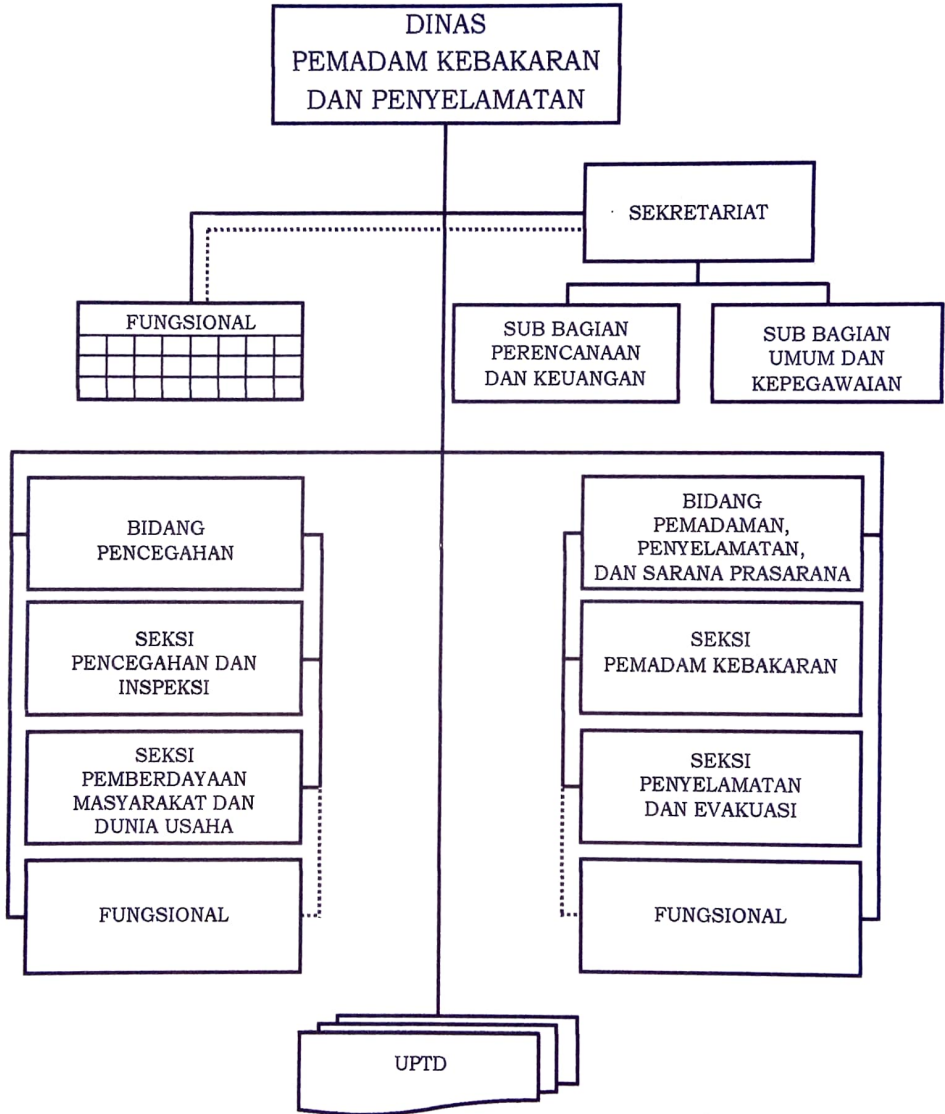 DINAS
PEMADAM KEBAKARAN
DAN PENYELAMATAN
SEKRETARIAT
FUNGSIONAL
SUB BAGIAN
PERENCANAAN
DAN KEUANGAN
SUB BAGIAN
UMUM DAN
KEPEGAWAIAN
BIDANG
PENCEGAHAN
SEKSI
PENCEGAHAN DAN
INSPEKSI
SEKSI
PEMBERDAYAAN
MASYARAKAT DAN
DUNIA USAHA
FUNGSIONAL
BIDANG
PEMADAMAN,
PENYELAMATAN,
DAN SARANA PRASARANA
SEKSI
PEMADAM KEBAKARAN
SEKSI
PENYELAMATAN
DAN EVAKUASI
FUNGSIONAL
UPTD